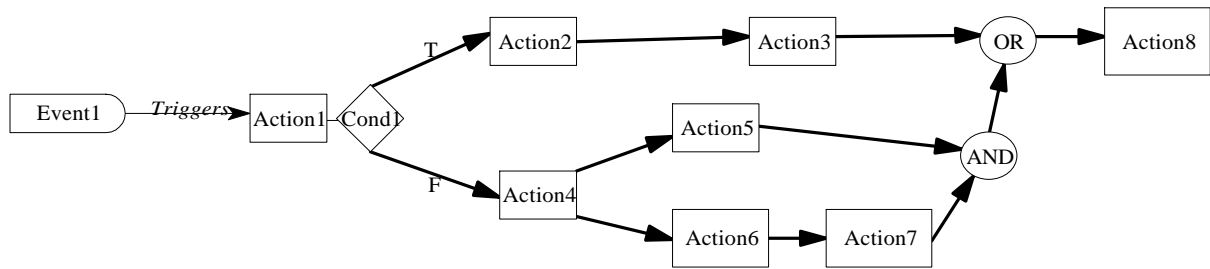 Event1
Triggers
Action1
Cond1
T
F
Action2
Action3
OR
Action8
Action4
Action5
AND
Action6
Action7